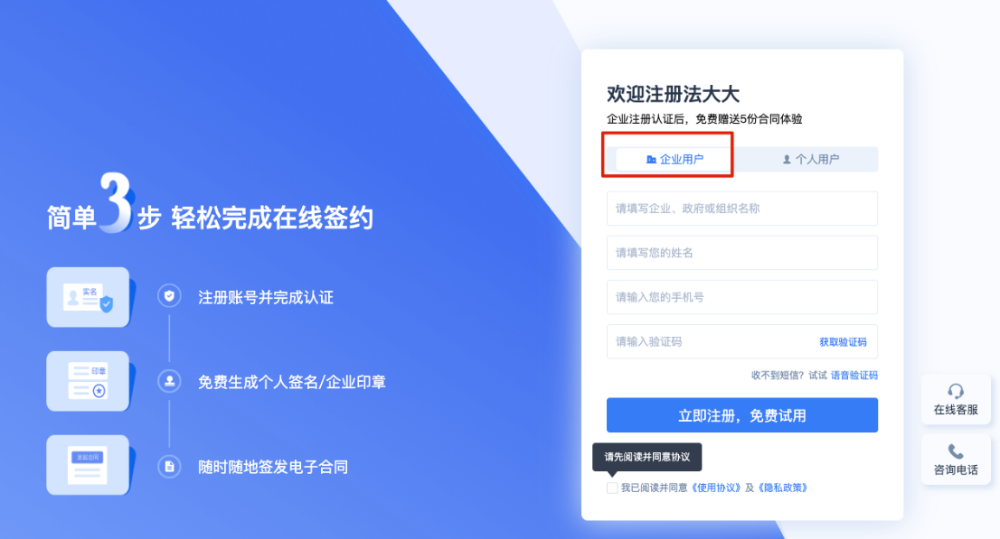 简单3步 轻松完成在线签约
实名
注册账号并完成认证
印章
免费生成个人签名/企业印章
发起合同
随时随地签发电子合同
欢迎注册法大大
企业注册认证后，免费赠送5份合同体验
企业用户
个人用户
请填写企业、政府或组织名称
请填写您的姓名
请输入您的手机号
请输入验证码
获取验证码
收不到短信？试试 语音验证码
立即注册，免费试用
请先阅读并同意协议
我已阅读并同意《使用协议》及《隐私政策》
在线客服
咨询电话